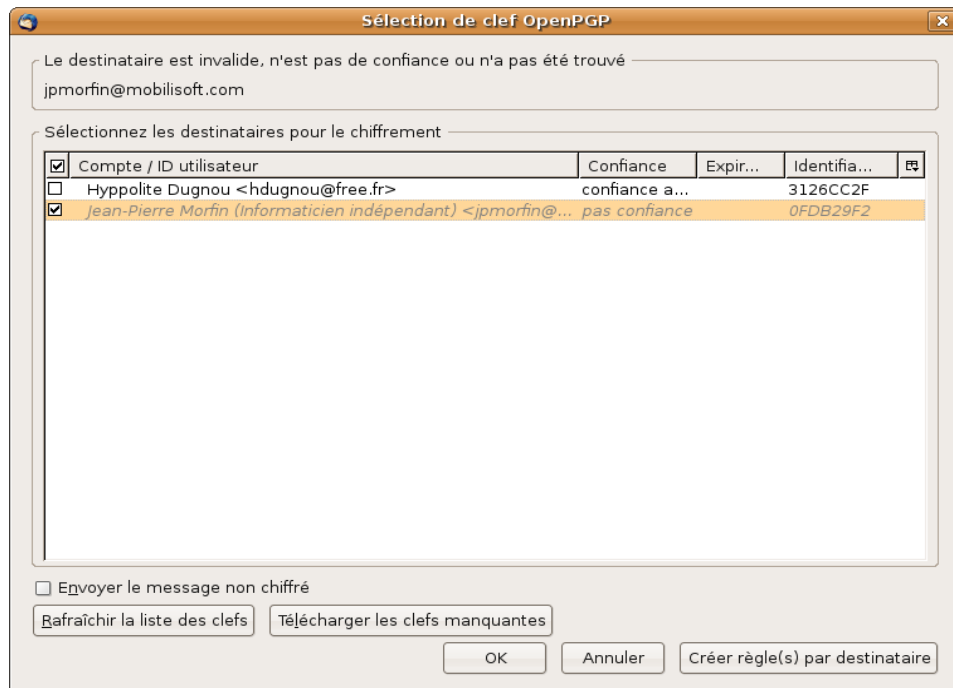 Sélection de clef OpenPGP
Le destinataire est invalide, n'est pas de confiance ou n'a pas été trouvé
jpmorfin@mobilisoft.com
Sélectionnez les destinataires pour le chiffrement
Compte / ID utilisateur Confiance Expir... Identifia...
Hyppolite Dugnou <hdugnou@free.fr> confiance a... 3126CC2F
Jean-Pierre Morfin (Informaticien indépendant) <jpmorfin@... pas confiance 0FDB29F2
Envoyer le message non chiffré
Rafraîchir la liste des clefs Télécharger les clefs manquantes
OK Annuler Créer règle(s) par destinataire